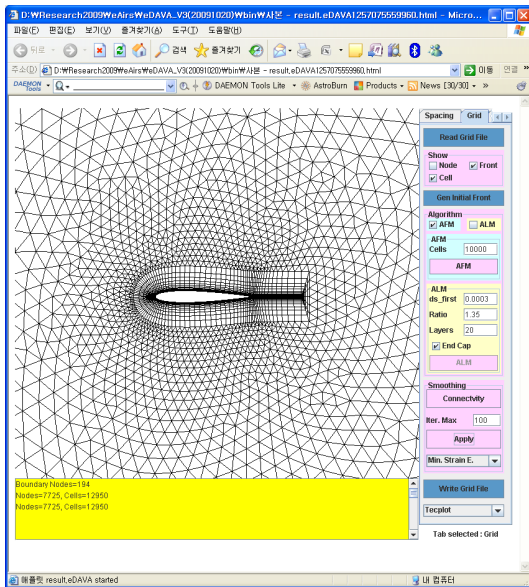 D:₩Research2009₩eAirs₩eDAVA_V3(20091020)₩bin₩사본 - result.eDAVA1257075559960.html - Micro...
파일(F) 편집(E) 보기(V) 즐겨찾기(A) 도구(T) 도움말(H)
뒤로 검색 즐겨찾기
주소(D) D:₩Research2009₩eAirs₩eDAVA_V3(20091020)₩bin₩사본 - result.eDAVA1257075559960.html 이동 연결 »
DAEMON Tools Q- DAEMON Tools Lite AstroBurn Products News [30/30] »
Spacing Grid
Read Grid File
Show
Node Front
Cell
Gen Initial Front
Algorithm
AFM ALM
AFM
Cells 10000
AFM
ALM
ds_first 0.0003
Ratio 1.35
Layers 20
End Cap
ALM
Smoothing
Connectvity
Iter. Max 100
Apply
Min. Strain E.
Write Grid File
Tecplot
Boundary Nodes=194
Nodes=7725, Cells=12950
Nodes=7725, Cells=12950
Tab selected : Grid
애플릿 result.eDAVA started 내 컴퓨터